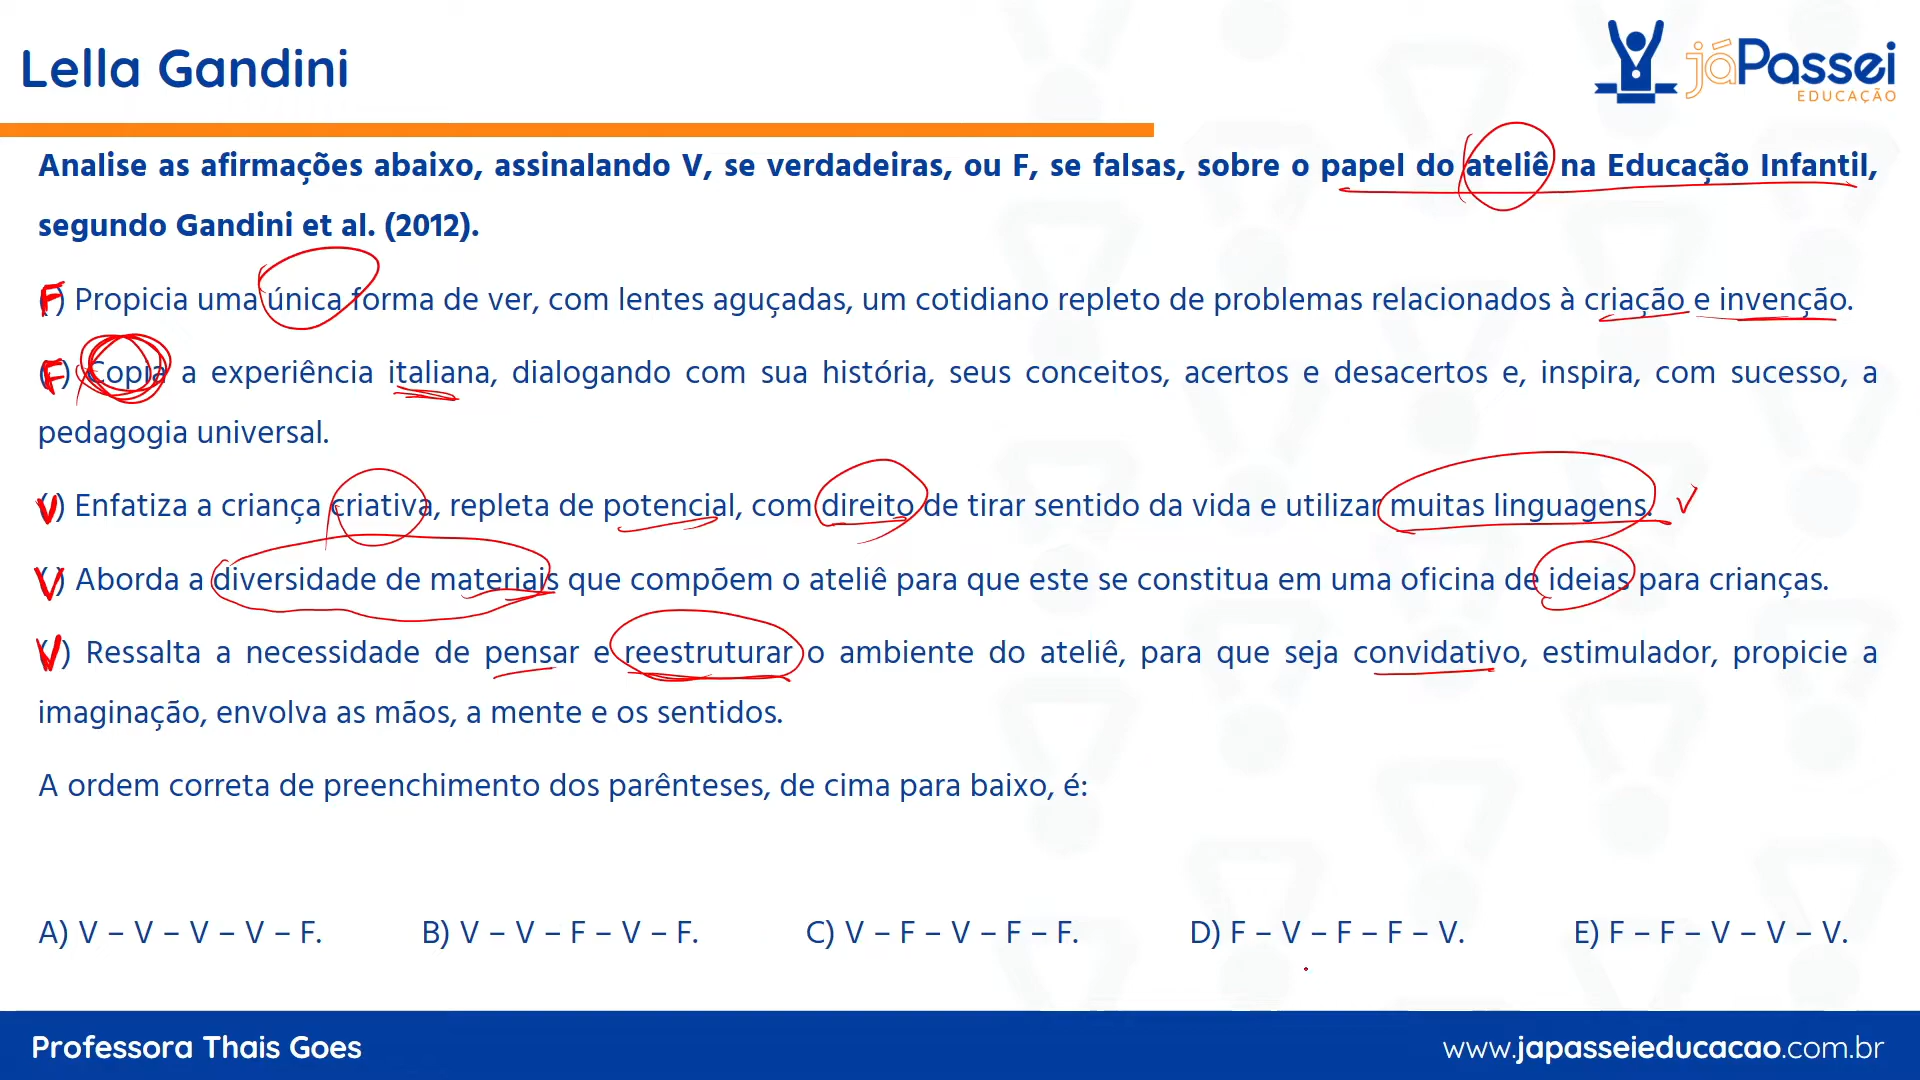 Lella Gandini
jáPassei
EDUCAÇÃO
Analise as afirmações abaixo, assinalando V, se verdadeiras, ou F, se falsas, sobre o papel do ateliê na Educação Infantil,
segundo Gandini et al. (2012).
(F) Propicia uma única forma de ver, com lentes aguçadas, um cotidiano repleto de problemas relacionados à criação e invenção.
(F) Copia a experiência italiana, dialogando com sua história, seus conceitos, acertos e desacertos e, inspira, com sucesso, a
pedagogia universal.
(V) Enfatiza a criança criativa, repleta de potencial, com direito de tirar sentido da vida e utilizar muitas linguagens. V
(V) Aborda a diversidade de materiais que compõem o ateliê para que este se constitua em uma oficina de ideias para crianças.
(V) Ressalta a necessidade de pensar e reestruturar o ambiente do ateliê, para que seja convidativo, estimulador, propicie a
imaginação, envolva as mãos, a mente e os sentidos.
A ordem correta de preenchimento dos parênteses, de cima para baixo, é:
A) V – V – V – V – F. B) V – V – F – V – F. C) V – F – V – F – F. D) F – V – F – F – V. E) F – F – V – V – V.
Professora Thais Goes www.japasseieducacao.com.br